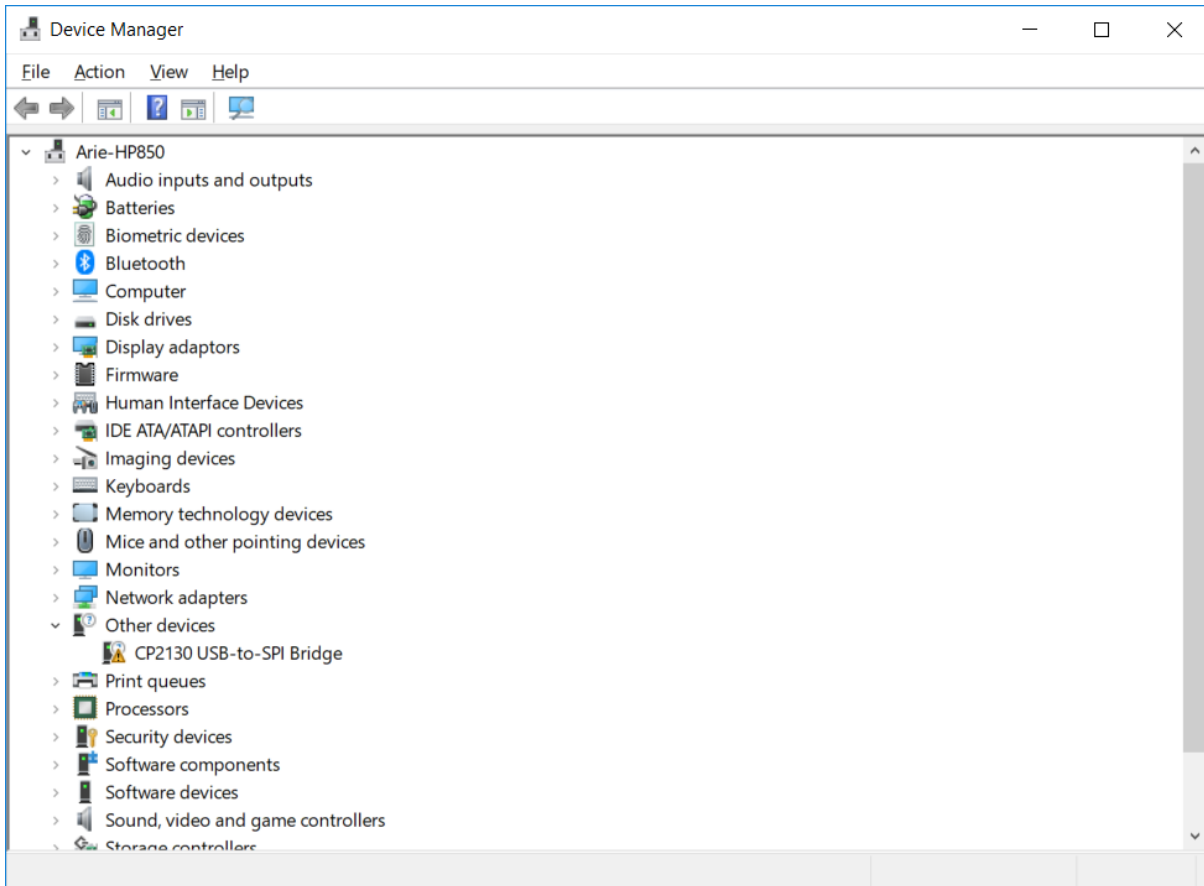 Device Manager
File Action View Help
Arie-HP850
Audio inputs and outputs
Batteries
Biometric devices
Bluetooth
Computer
Disk drives
Display adaptors
Firmware
Human Interface Devices
IDE ATA/ATAPI controllers
Imaging devices
Keyboards
Memory technology devices
Mice and other pointing devices
Monitors
Network adapters
Other devices
CP2130 USB-to-SPI Bridge
Print queues
Processors
Security devices
Software components
Software devices
Sound, video and game controllers
Storage controllers